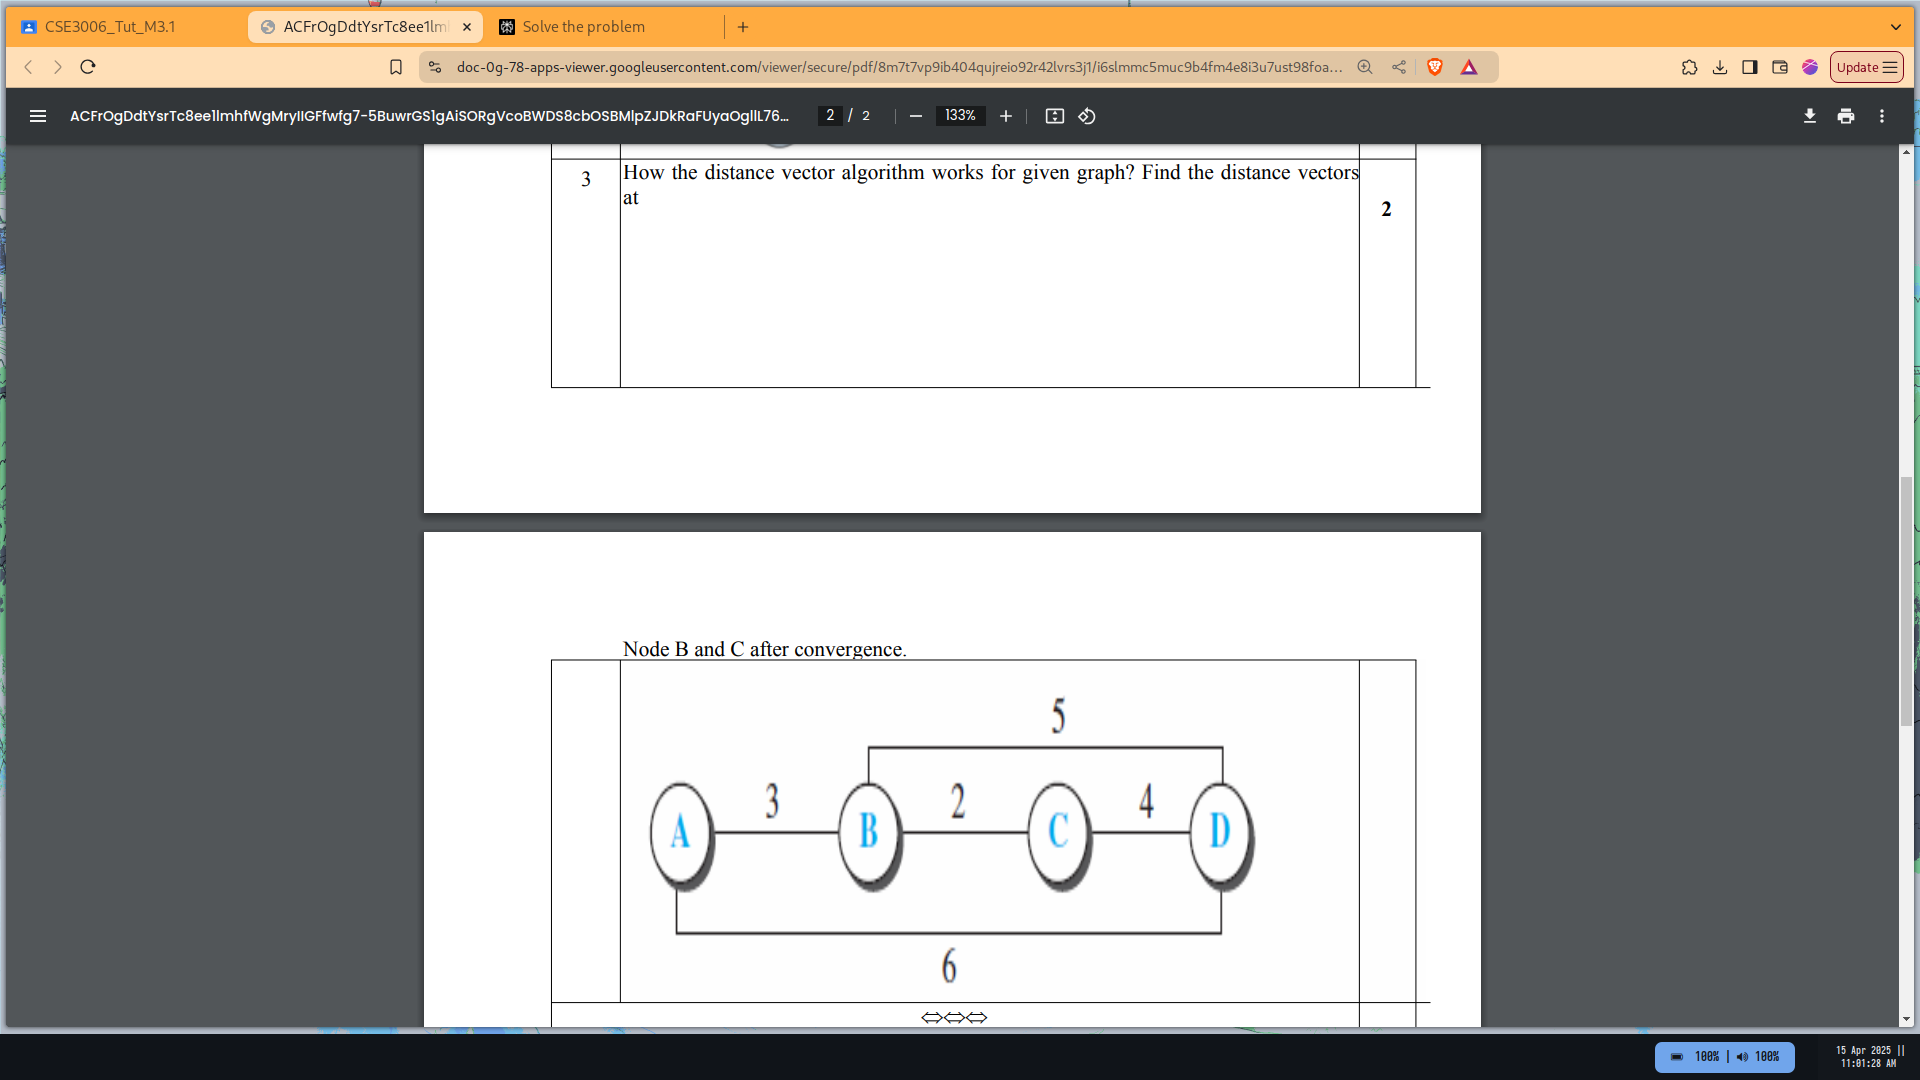 CSE3006_Tut_M3.1
ACFrOgDdtYsrTc8ee1lm
Solve the problem
doc-0g-78-apps-viewer.googleusercontent.com/viewer/secure/pdf/8m7t7vp9ib404qujreio92r42lvrs3j1/i6slmmc5muc9b4fm4e8i3u7ust98foa...
Update
ACFrOgDdtYsrTc8ee1lmhfWgMryIIGFfwfg7-5BuwrGS1gAiSORgVcoBWDS8cbOSBMlpZJDkRaFUyaOgllL76...
2 / 2
133%
3
How the distance vector algorithm works for given graph? Find the distance vectors
at
2
Node B and C after convergence.
5
3
2
4
A
B
C
D
6
100% | 100%
15 Apr 2025 ||
11:01:28 AM